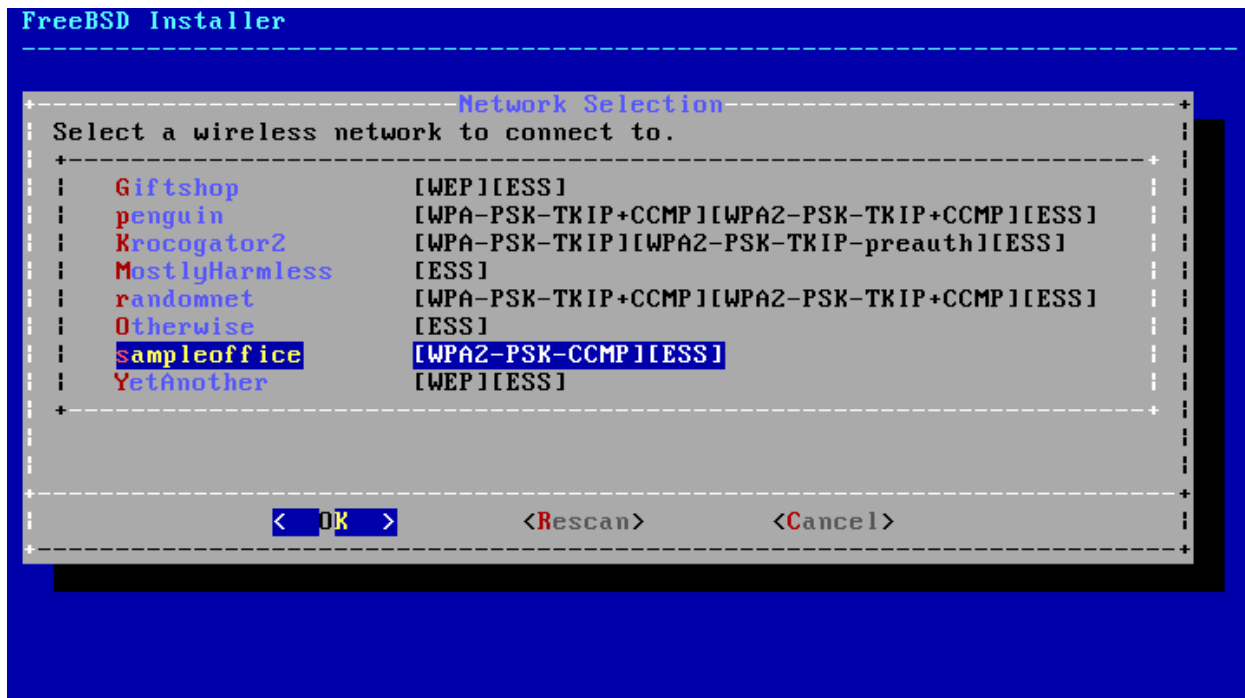 FreeBSD Installer
Network Selection
Select a wireless network to connect to.
Giftshop [WEP][ESS]
penguin [WPA-PSK-TKIP+CCMP][WPA2-PSK-TKIP+CCMP][ESS]
Krocogator2 [WPA-PSK-TKIP][WPA2-PSK-TKIP-preauth][ESS]
MostlyHarmless [ESS]
randomnet [WPA-PSK-TKIP+CCMP][WPA2-PSK-TKIP+CCMP][ESS]
Otherwise [ESS]
sampleoffice [WPA2-PSK-CCMP][ESS]
YetAnother [WEP][ESS]
< OK > <Rescan> <Cancel>